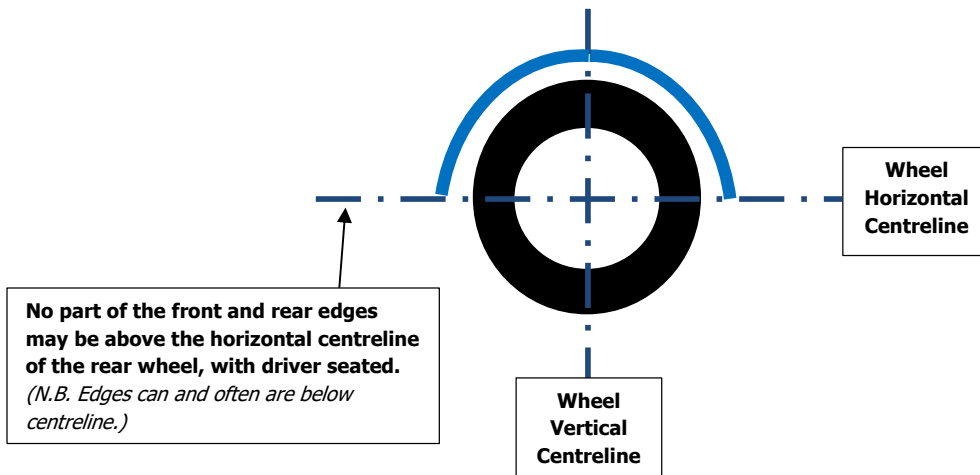 Wheel
Horizontal
Centreline
No part of the front and rear edges
may be above the horizontal centreline
of the rear wheel, with driver seated.
(N.B. Edges can and often are below
centreline.)
Wheel
Vertical
Centreline